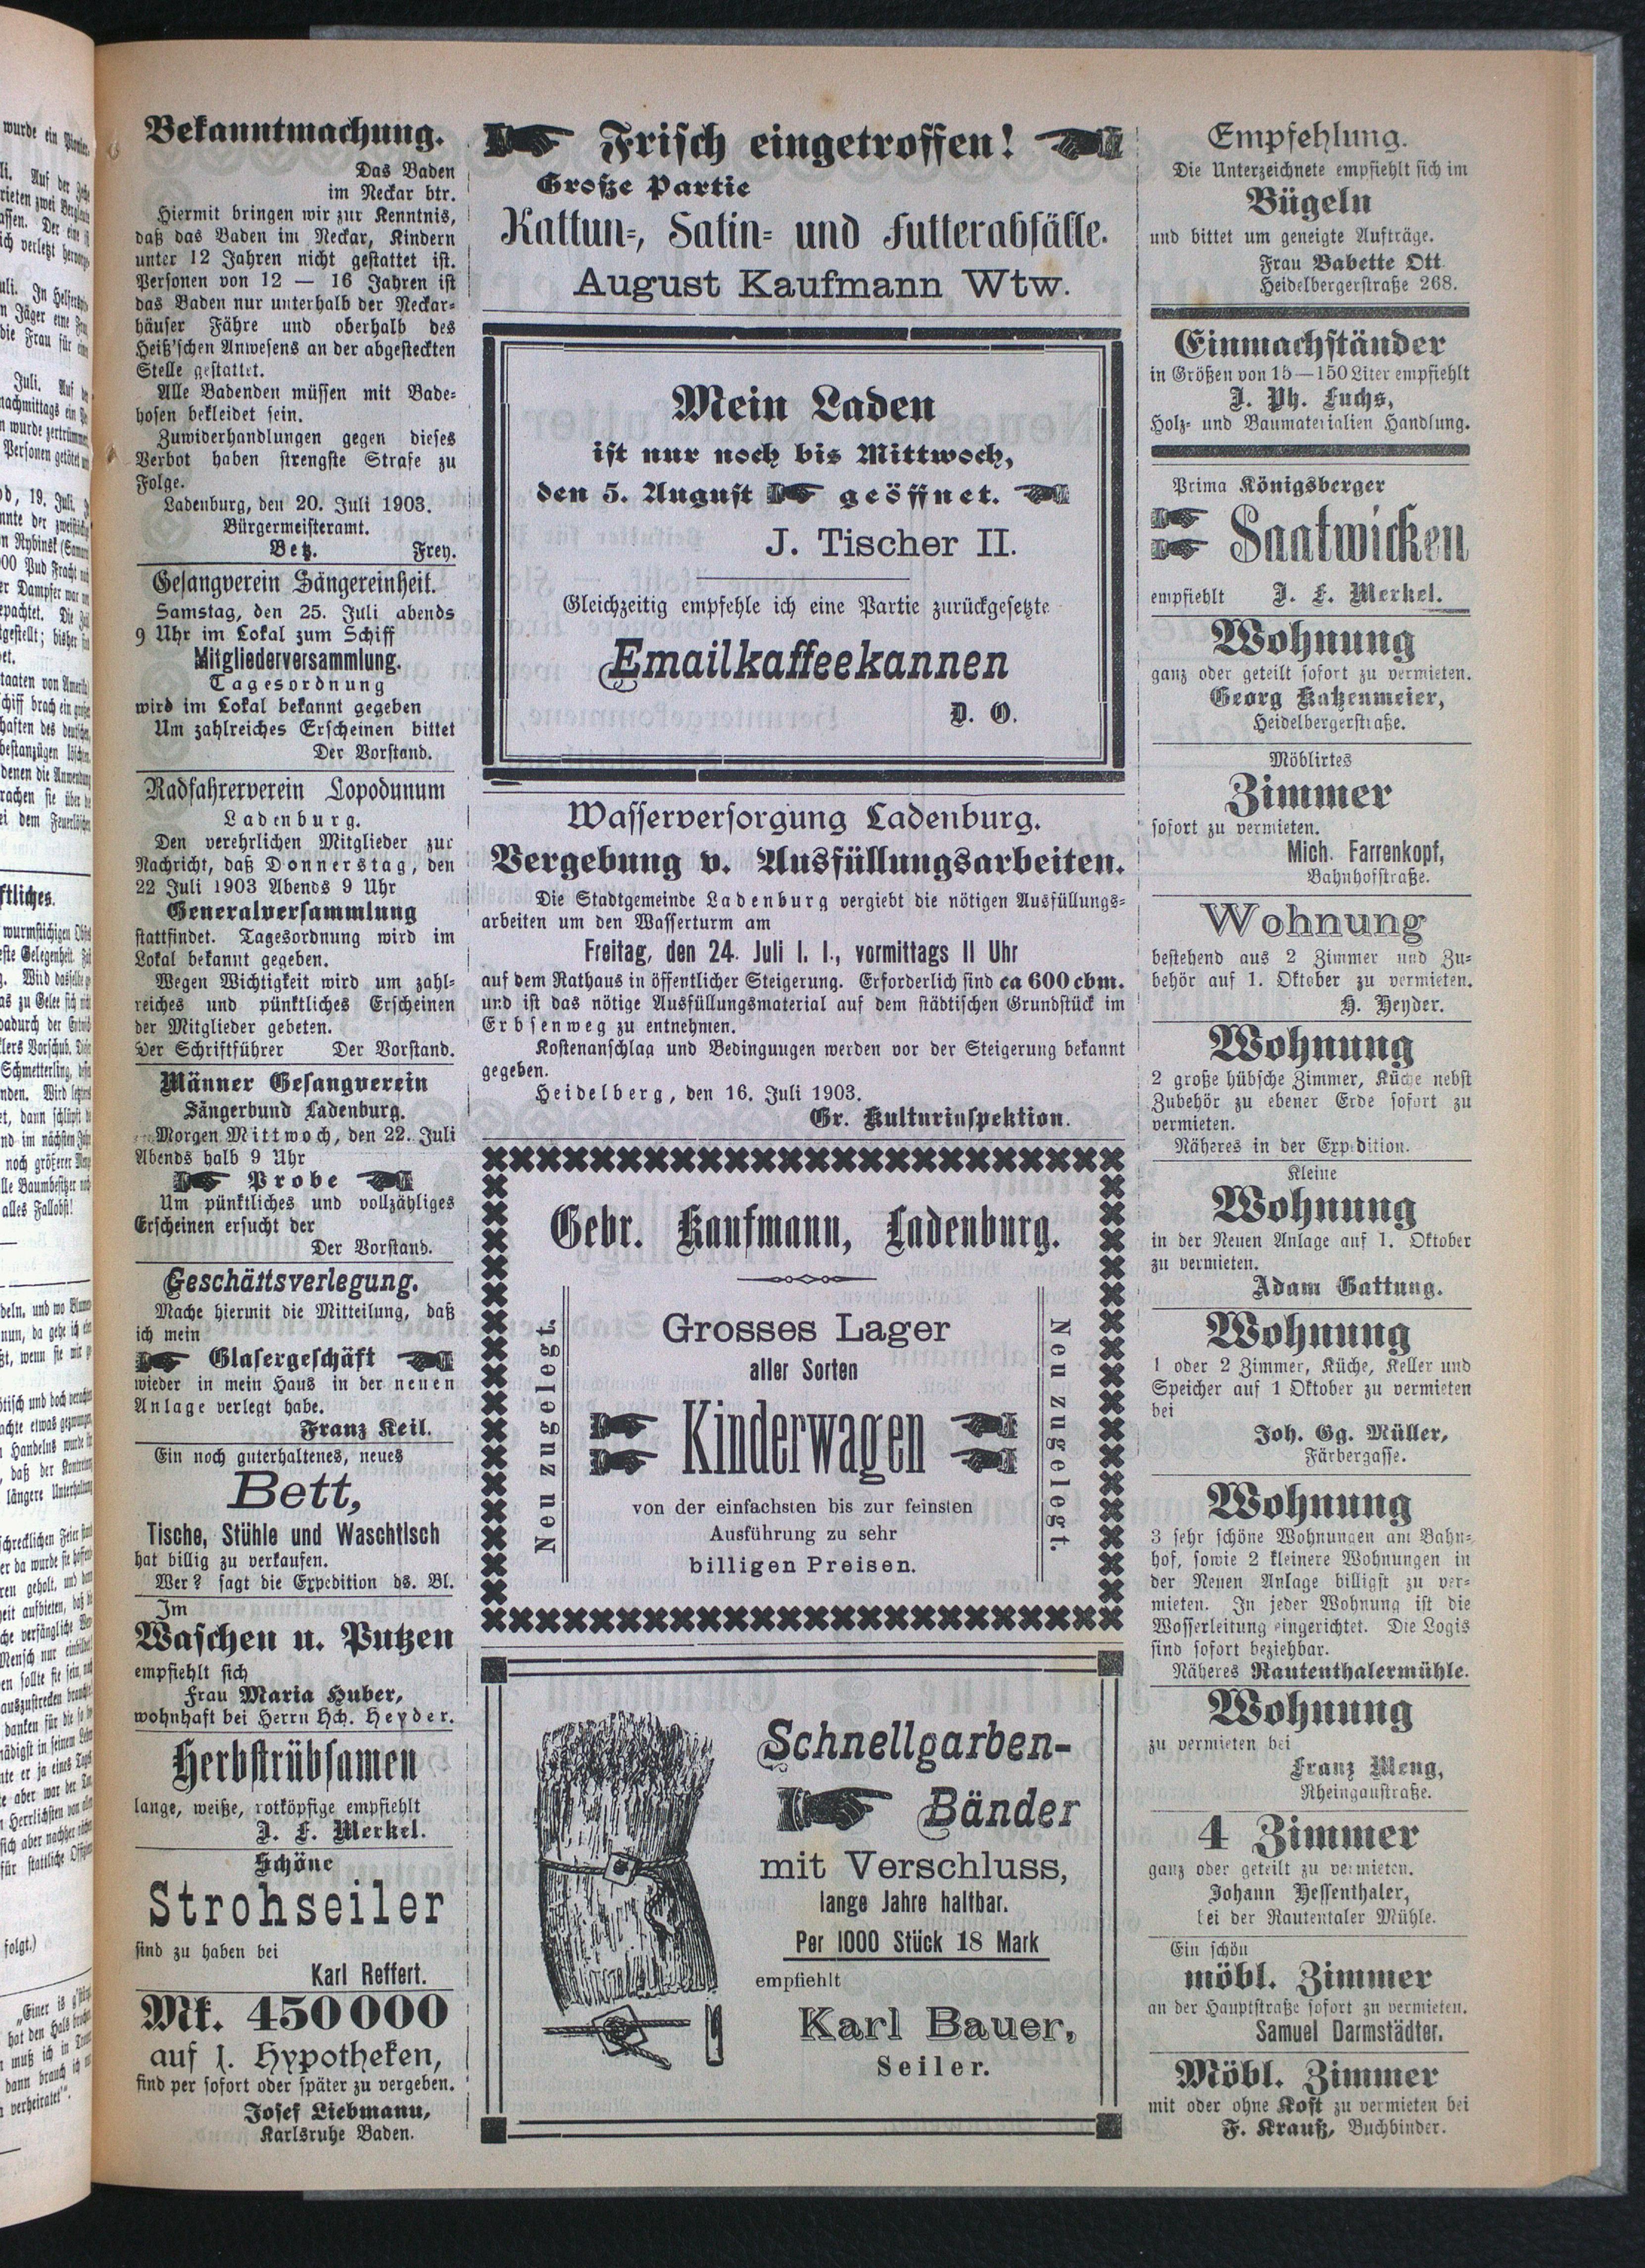 Bekanntmachung.
Das Baden
im Neckar btr.
Hiermit bringen wir zur Kenntnis,
daß das Baden im Neckar, Kindern
unter 12 Jahren nicht gestattet ist.
Personen von 12 — 16 Jahren ist
das Baden nur unterhalb der Neckar-
häuser Fähre und oberhalb des
Heiß'schen Anwesens an der abgesteckten
Stelle gestattet.
Alle Badenden müssen mit Bade-
hosen bekleidet sein.
Zuwiderhandlungen gegen dieses
Verbot haben strengste Strafe zu
Folge.
Ladenburg, den 20. Juli 1903.
Bürgermeisteramt.
Betz. Frey.
Gesangverein Sängereinheit.
Samstag, den 25. Juli abends
9 Uhr im Lokal zum Schiff
Mitgliederversammlung.
Tagesordnung
wird im Lokal bekannt gegeben
Um zahlreiches Erscheinen bittet
Der Vorstand.
Radfahrerverein Lopodunum
Ladenburg.
Den verehrlichen Mitglieder zur
Nachricht, daß Donnerstag, den
22 Juli 1903 Abends 9 Uhr
Generalversammlung
stattfindet. Tagesordnung wird im
Lokal bekannt gegeben.
Wegen Wichtigkeit wird um zahl-
reiches und pünktliches Erscheinen
der Mitglieder gebeten.
Der Schriftführer Der Vorstand.
Männer Gesangverein
Sängerbund Ladenburg.
Morgen Mittwoch, den 22. Juli
Abends halb 9 Uhr
Probe
Um pünktliches und vollzähliges
Erscheinen ersucht der
Der Vorstand.
Geschäftsverlegung.
Mache hiermit die Mitteilung, daß
ich mein
Glasergeschäft
wieder in mein Haus in der neuen
Anlage verlegt habe.
Franz Keil.
Ein noch guterhaltenes, neues
Bett,
Tische, Stühle und Waschtisch
hat billig zu verkaufen.
Wer? sagt die Expedition ds. Bl.
Im
Waschen u. Putzen
empfiehlt sich
Frau Maria Huber,
wohnhaft bei Herrn Hch. Heyder.
Herbstrübsamen
lange, weiße, rotköpfige empfiehlt
J. F. Merkel.
Schöne
Strohseiler
sind zu haben bei
Karl Reffert.
Mk. 450000
auf I. Hypotheken,
sind per sofort oder später zu vergeben.
Josef Liebmann,
Karlsruhe Baden.
Frisch eingetroffen!
Große Partie
Kattun-, Satin- und Futterabfälle.
August Kaufmann Wtw.
Mein Laden
ist nur noch bis Mittwoch,
den 5. August geöffnet.
J. Tischer II.
Gleichzeitig empfehle ich eine Partie zurückgesetzte
Emailkaffeekannen
D. O.
Wasserversorgung Ladenburg.
Vergebung v. Ausfüllungsarbeiten.
Die Stadtgemeinde Ladenburg vergiebt die nötigen Ausfüllungs-
arbeiten um den Wasserturm am
Freitag, den 24. Juli l. I., vormittags II Uhr
auf dem Rathaus in öffentlicher Steigerung. Erforderlich sind ca 600 cbm.
und ist das nötige Ausfüllungsmaterial auf dem städtischen Grundstück im
Erbsenweg zu entnehmen.
Kostenanschlag und Bedinguugen werden vor der Steigerung bekannt
gegeben.
Heidelberg, den 16. Juli 1903.
Gr. Kulturinspektion.
Gebr. Kaufmann, Ladenburg.
Neu zugelegt.
Grosses Lager
aller Sorten
Kinderwagen
von der einfachsten bis zur feinsten
Ausführung zu sehr
billigen Preisen.
Neu zugelegt.
Schnellgarben-
Bänder
mit Verschluss,
lange Jahre haltbar.
Per 1000 Stück 18 Mark
empfiehlt
Karl Bauer,
Seiler.
Empfehlung.
Die Unterzeichnete empfiehlt sich im
Bügeln
und bittet um geneigte Aufträge.
Frau Babette Ott
Heidelbergerstraße 268.
Einmachständer
in Größen von 15—150 Liter empfiehlt
J. Ph. Fuchs,
Holz- und Baumaterialien Handlung.
Prima Königsberger
Saatwicken
empfiehlt J. F. Merkel.
Wohnung
ganz oder geteilt sofort zu vermieten.
Georg Katzenmeier,
Heidelbergerstraße.
Möblirtes
Zimmer
sofort zu vermieten.
Mich. Farrenkopf,
Bahnhofstraße.
Wohnung
bestehend aus 2 Zimmer und Zu-
behör auf 1. Oktober zu vermieten.
H. Heyder.
Wohnung
2 große hübsche Zimmer, Küche nebst
Zubehör zu ebener Erde sofort zu
vermieten.
Näheres in der Expedition.
Kleine
Wohnung
in der Neuen Anlage auf 1. Oktober
zu vermieten.
Adam Gattung.
Wohnung
1 oder 2 Zimmer, Küche, Keller und
Speicher auf 1 Oktober zu vermieten
bei
Joh. Gg. Müller,
Färbergasse.
Wohnung
3 sehr schöne Wohnungen am Bahn-
hof, sowie 2 kleinere Wohnungen in
der Neuen Anlage billigst zu ver-
mieten. In jeder Wohnung ist die
Wasserleitung eingerichtet. Die Logis
sind sofort beziehbar.
Näheres Rautenthalermühle.
Wohnung
zu vermieten bei
Franz Meng,
Rheingaustraße.
4 Zimmer
ganz oder geteilt zu vermieten.
Johann Hessenthaler,
bei der Rautentaler Mühle.
Ein schön
möbl. Zimmer
an der Hauptstraße sofort zu vermieten.
Samuel Darmstädter.
Möbl. Zimmer
mit oder ohne Kost zu vermieten bei
F. Krauß, Buchbinder.